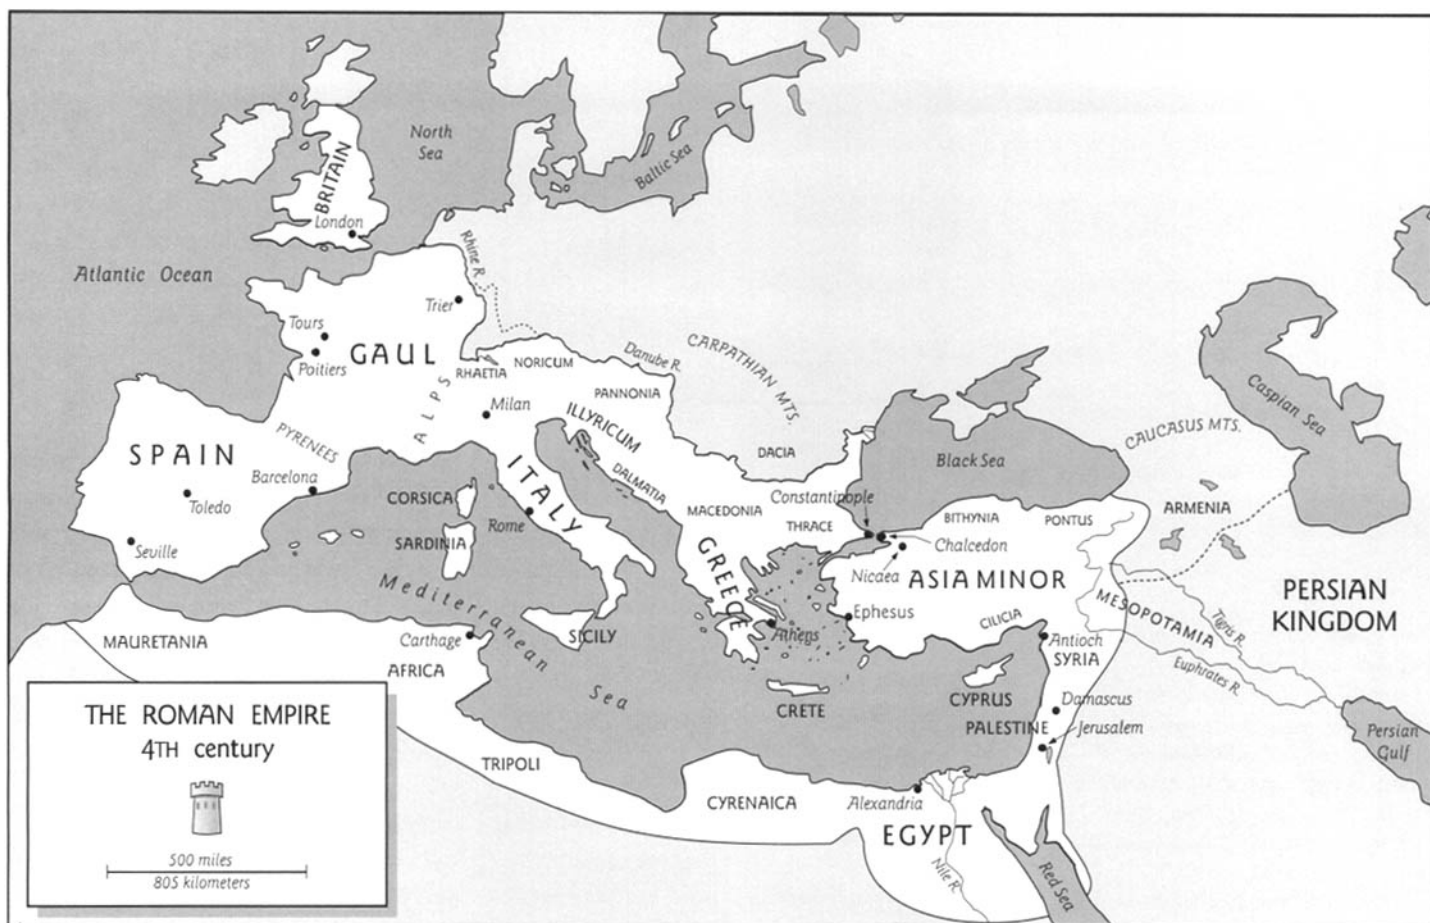 North
Sea
Baltic Sea
BRITAIN
London
Atlantic Ocean
Rhine R.
Trier
Tours
GAUL
Poitiers
RHAETIA
NORICUM
Danube R.
CARPATHIAN MTS.
PANNONIA
ALPS
Milan
ILLYRICUM
DALMATIA
DACIA
Black Sea
CAUCASUS MTS.
Caspian Sea
PYRENEES
SPAIN
Barcelona
Toledo
Seville
CORSICA
SARDINIA
ITALY
Rome
MACEDONIA
THRACE
Constantinople
BITHYNIA
PONTUS
ARMENIA
Chalcedon
Nicaea
ASIA MINOR
GREECE
Ephesus
Athens
CILICIA
Antioch
SYRIA
MESOPOTAMIA
Tigris R.
Euphrates R.
PERSIAN
KINGDOM
Mediterranean Sea
MAURETANIA
Carthage
AFRICA
SICILY
CRETE
CYPRUS
PALESTINE
Damascus
Jerusalem
Persian
Gulf
TRIPOLI
CYRENAICA
Alexandria
EGYPT
Nile R.
Red Sea
THE ROMAN EMPIRE
4TH century
500 miles
805 kilometers